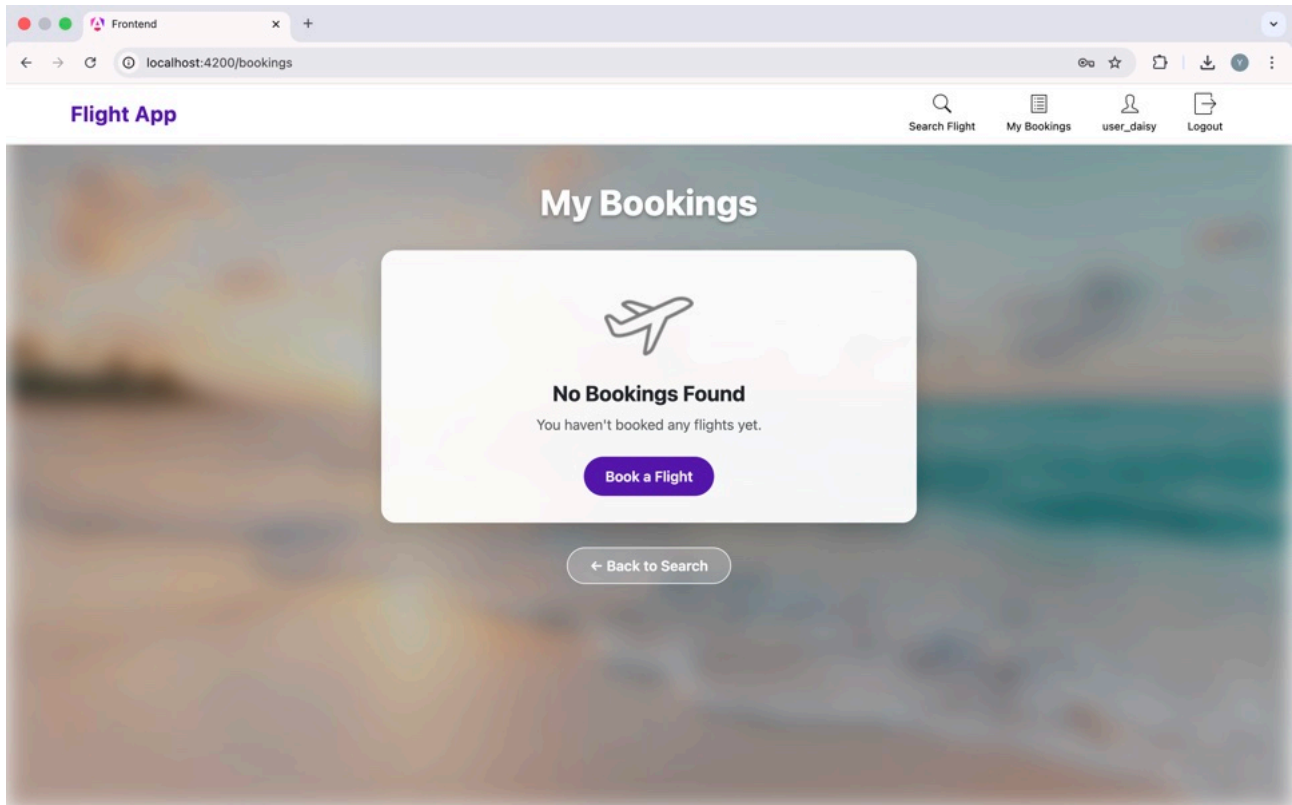 Frontend
localhost:4200/bookings
Y
Flight App
Search Flight
My Bookings
user_daisy
Logout
My Bookings
No Bookings Found
You haven't booked any flights yet.
Book a Flight
← Back to Search